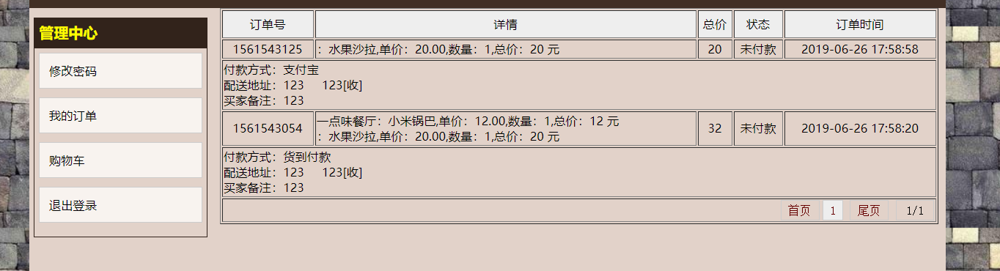 管理中心
修改密码
我的订单
购物车
退出登录
订单号 详情 总价 状态 订单时间
1561543125 ：水果沙拉,单价：20.00,数量：1,总价：20 元 20 未付款 2019-06-26 17:58:58
付款方式：支付宝
配送地址：123 123[收]
买家备注：123
1561543054 一点味餐厅：小米锅巴,单价：12.00,数量：1,总价：12 元 32 未付款 2019-06-26 17:58:20
：水果沙拉,单价：20.00,数量：1,总价：20 元
付款方式：货到付款
配送地址：123 123[收]
买家备注：123
首页 1 尾页 1/1